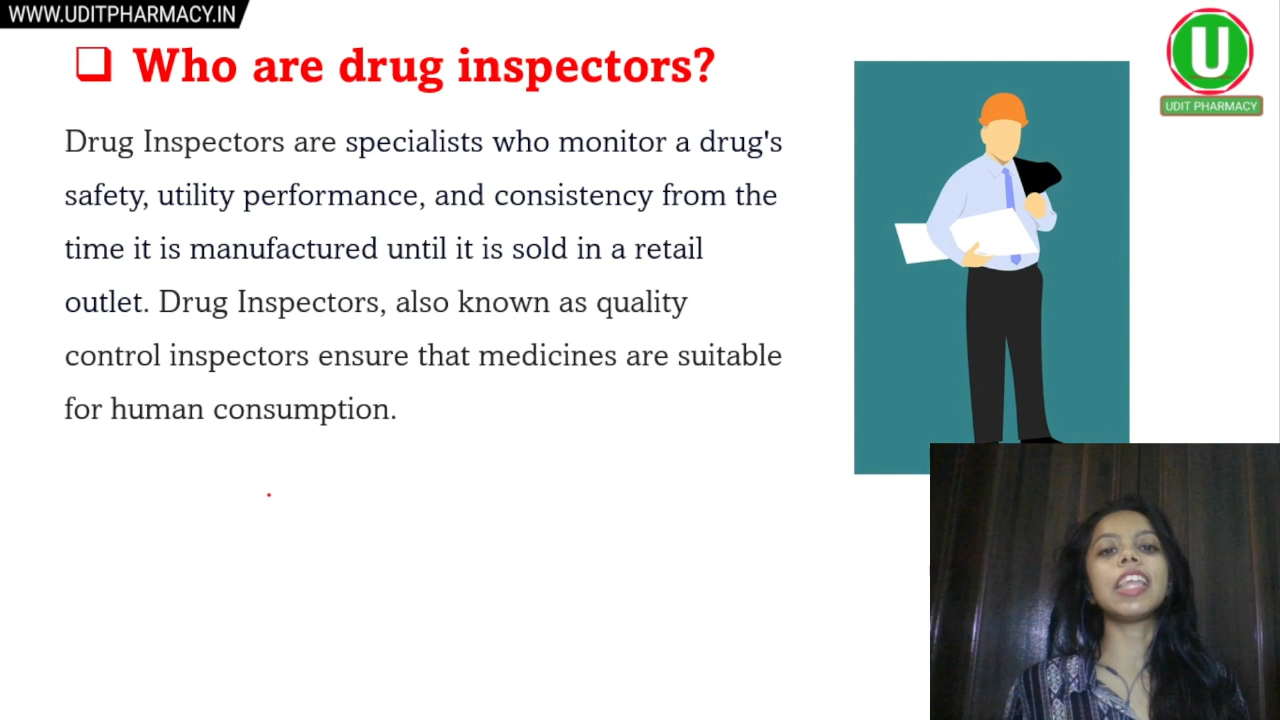 WWW.UDITPHARMACY.IN
Who are drug inspectors?
U
UDIT PHARMACY
Drug Inspectors are specialists who monitor a drug's
safety, utility performance, and consistency from the
time it is manufactured until it is sold in a retail
outlet. Drug Inspectors, also known as quality
control inspectors ensure that medicines are suitable
for human consumption.